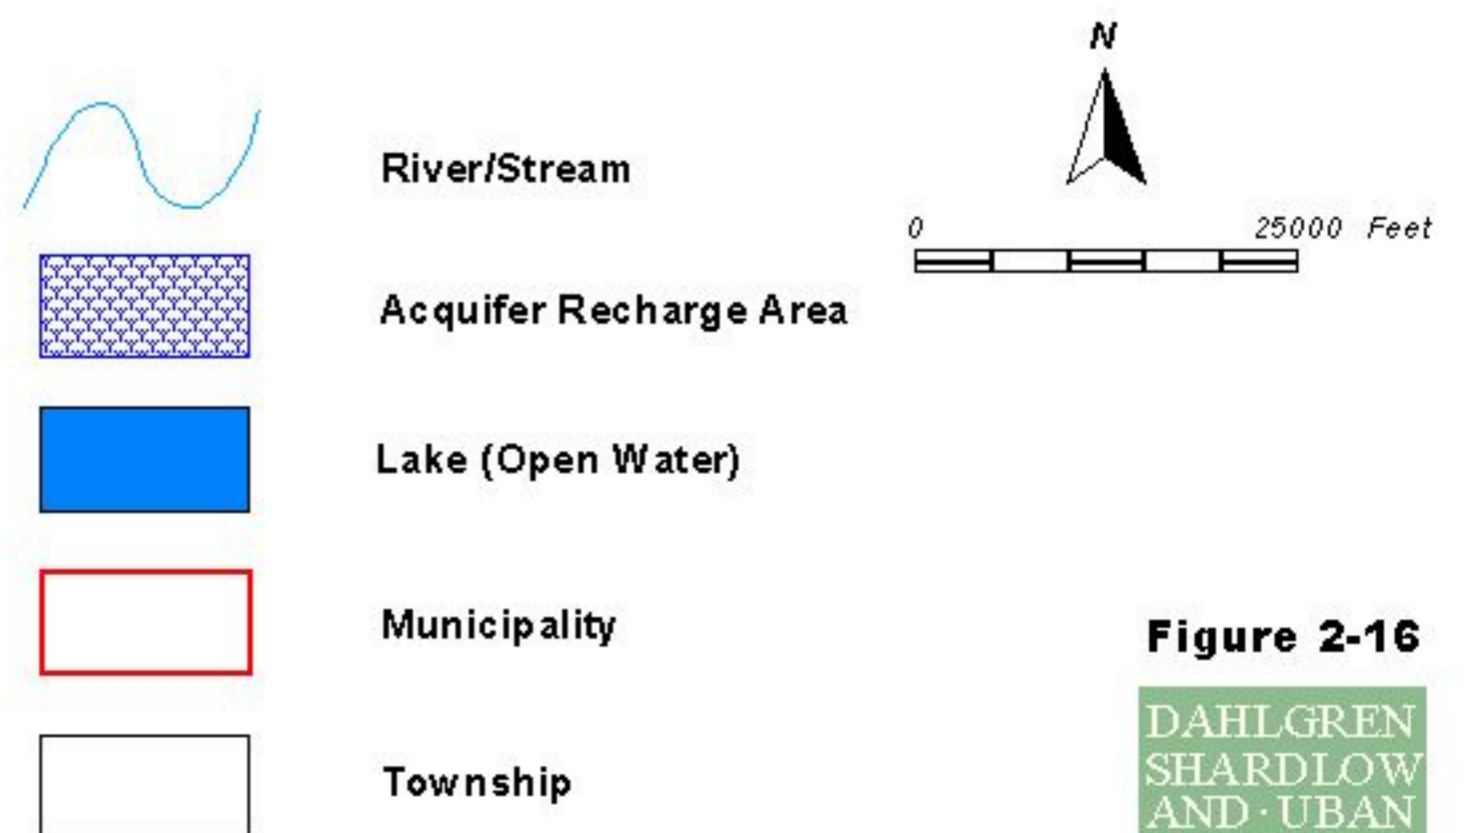 N
0 25000 Feet
River/Stream
Acquifer Recharge Area
Lake (Open Water)
Municipality
Township
Figure 2-16
DAHLGREN
SHARDLOW
AND·UBAN